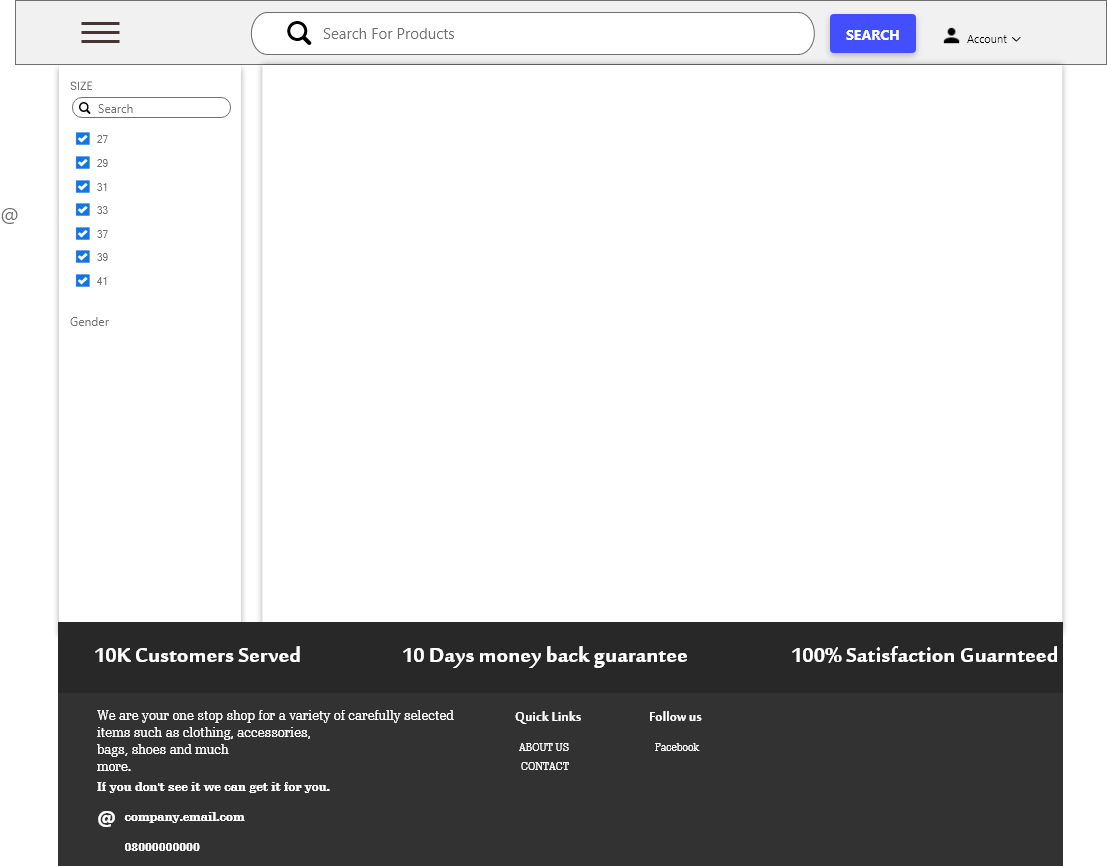 Search For Products
SEARCH
Account
SIZE
Search
27
29
31
33
37
39
41
@
Gender
10K Customers Served
10 Days money back guarantee
100% Satisfaction Guarnteed
We are your one stop shop for a variety of carefully selected
items such as clothing, accessories,
bags, shoes and much
more.
If you don't see it we can get it for you.
@ company.email.com
08000000000
Quick Links
ABOUT US
CONTACT
Follow us
Facebook